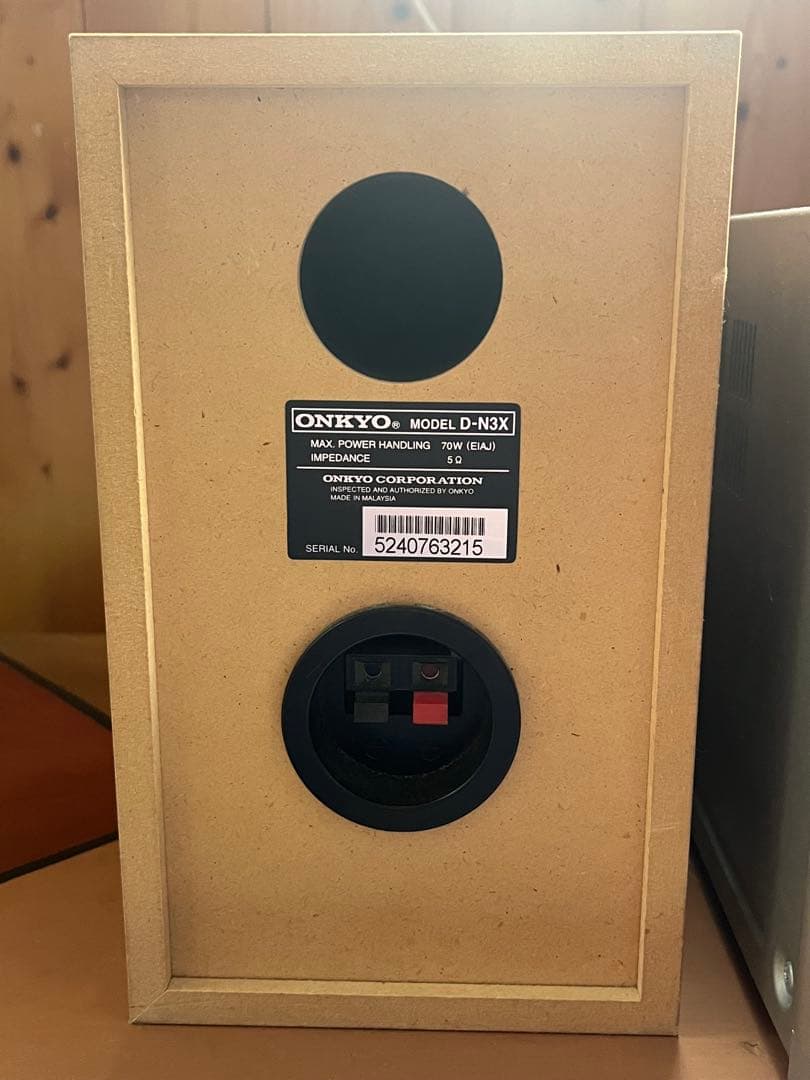 ONKYO® MODEL D-N3X
MAX. POWER HANDLING 70W (EIAJ)
IMPEDANCE 5Ω
ONKYO CORPORATION
INSPECTED AND AUTHORIZED BY ONKYO
MADE IN MALAYSIA
SERIAL No. 5240763215